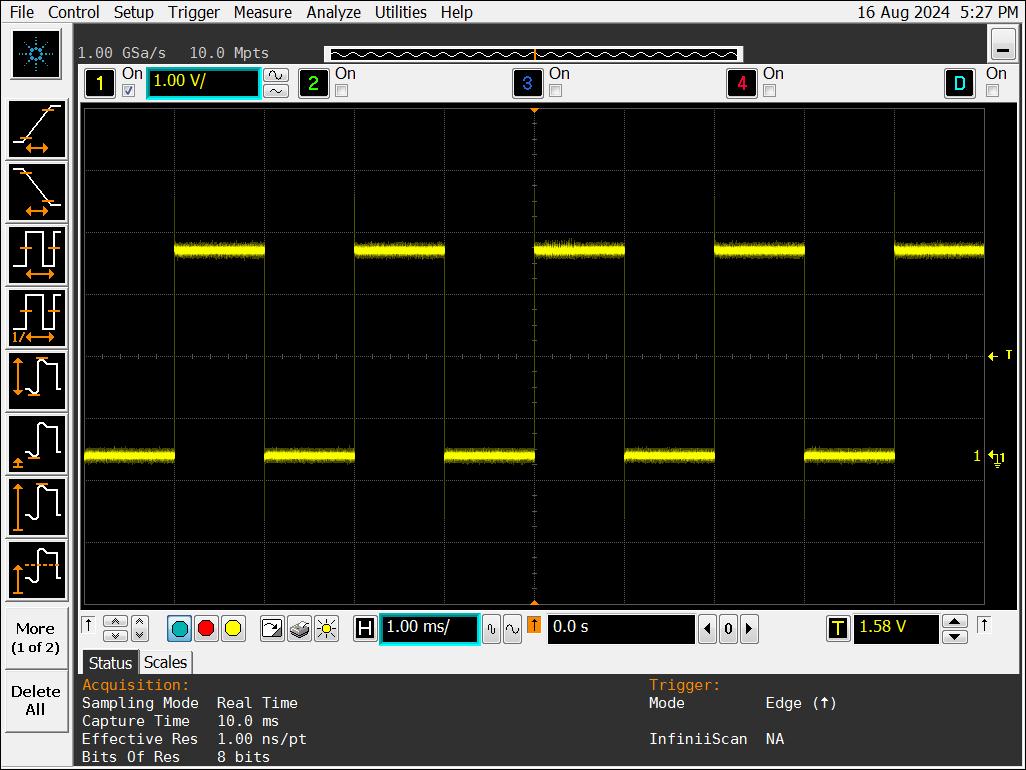 File Control Setup Trigger Measure Analyze Utilities Help 16 Aug 2024 5:27 PM
1.00 GSa/s 10.0 Mpts
1 On 1.00 V/ 2 On 3 On 4 On D On
T
1 1
1/
More
(1 of 2)
Delete
All
H 1.00 ms/ 0.0 s 0 T 1.58 V
Status Scales
Acquisition: Trigger:
Sampling Mode Real Time Mode Edge (↑)
Capture Time 10.0 ms
Effective Res 1.00 ns/pt InfiniiScan NA
Bits Of Res 8 bits